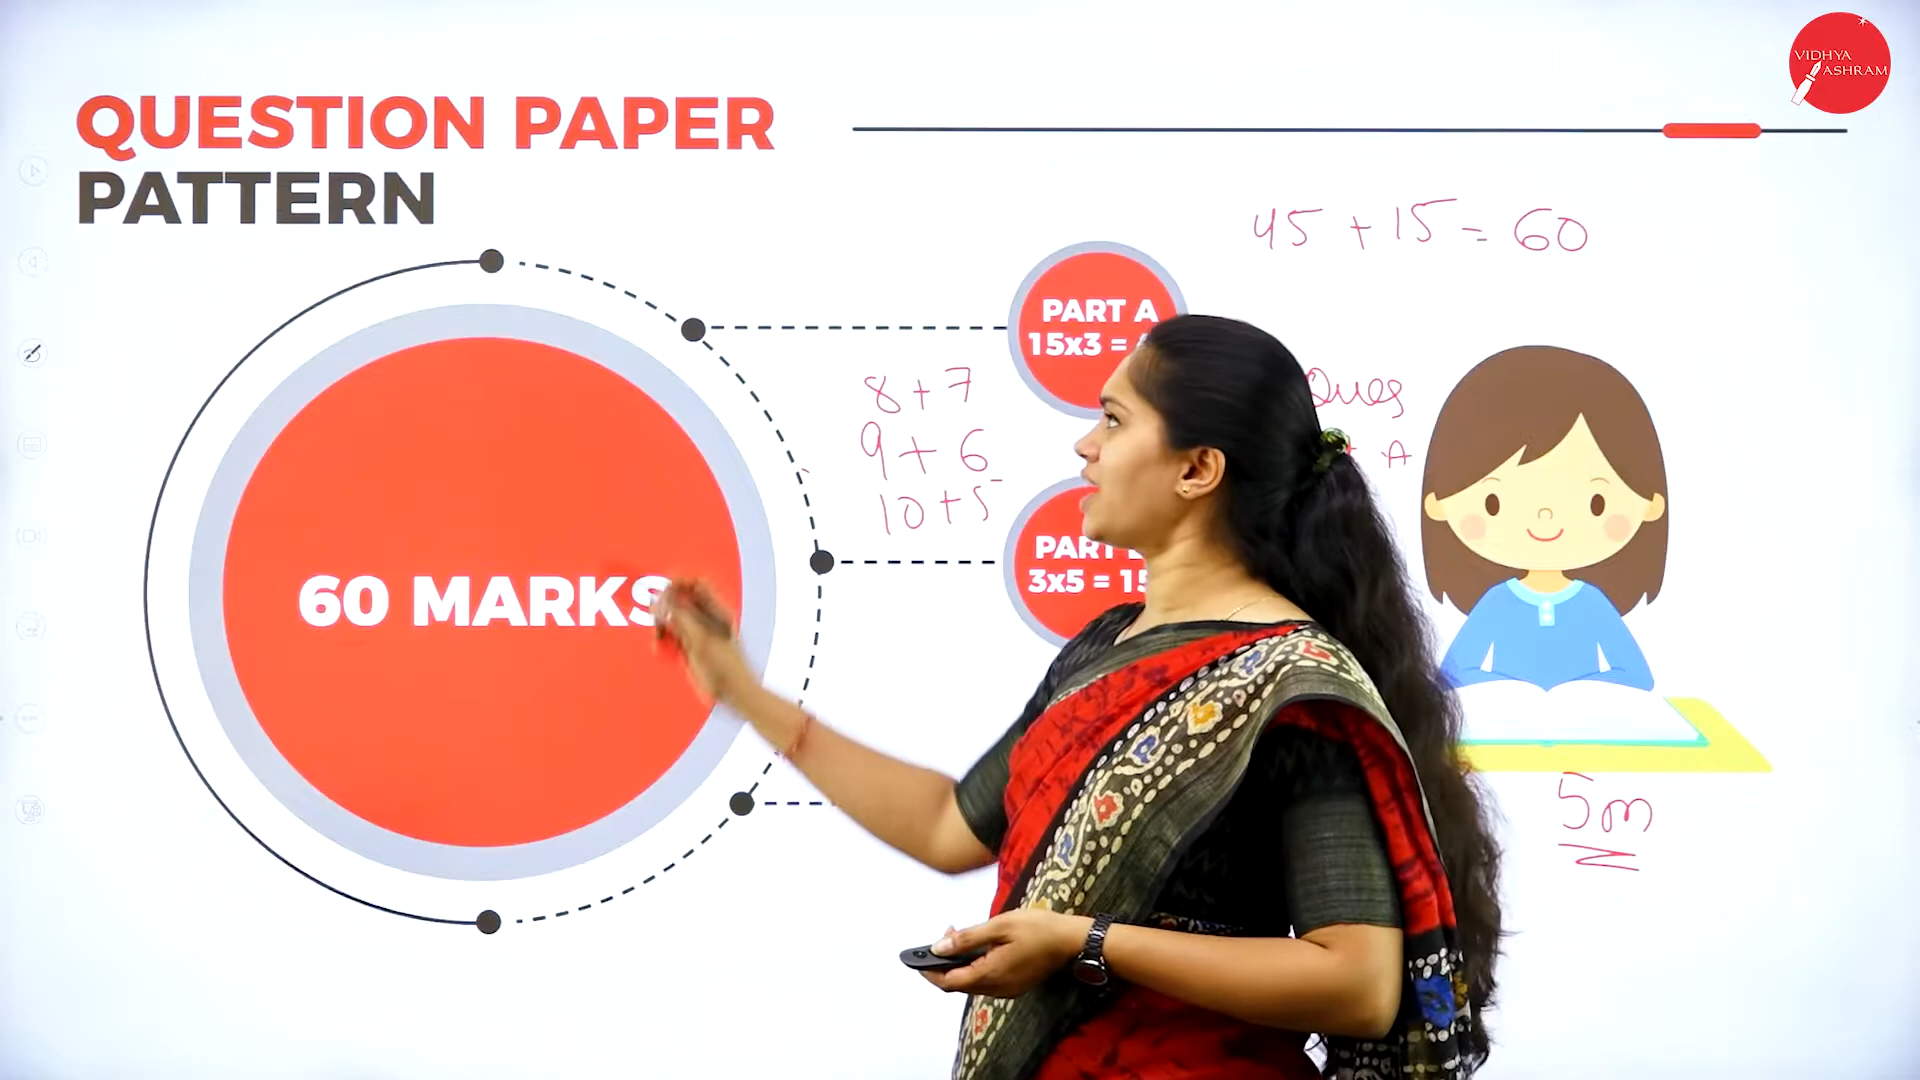 VIDHYA
ASHRAM
QUESTION PAPER
PATTERN
45 + 15 = 60
PART A
15x3 =
8 + 7
9 + 6
10 + 5
Ques
A
PART
3x5 = 15
60 MARKS
5m